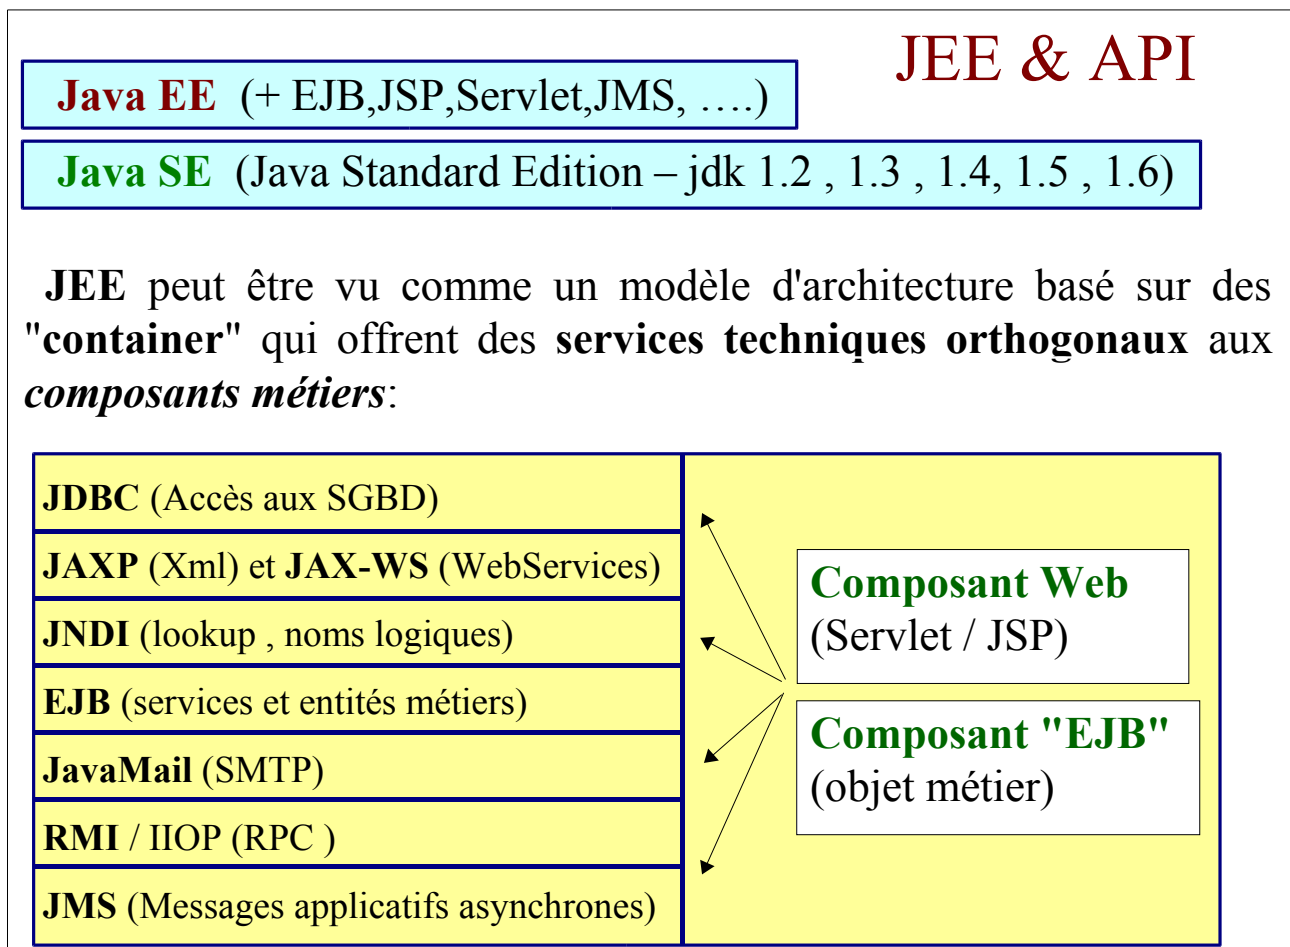 JEE & API
Java EE (+ EJB,JSP,Servlet,JMS, ….)
Java SE (Java Standard Edition – jdk 1.2 , 1.3 , 1.4, 1.5 , 1.6)
JEE peut être vu comme un modèle d'architecture basé sur des
"container" qui offrent des services techniques orthogonaux aux
composants métiers:
JDBC (Accès aux SGBD)
JAXP (Xml) et JAX-WS (WebServices)
JNDI (lookup , noms logiques)
EJB (services et entités métiers)
JavaMail (SMTP)
RMI / IIOP (RPC )
JMS (Messages applicatifs asynchrones)
Composant Web
(Servlet / JSP)
Composant "EJB"
(objet métier)